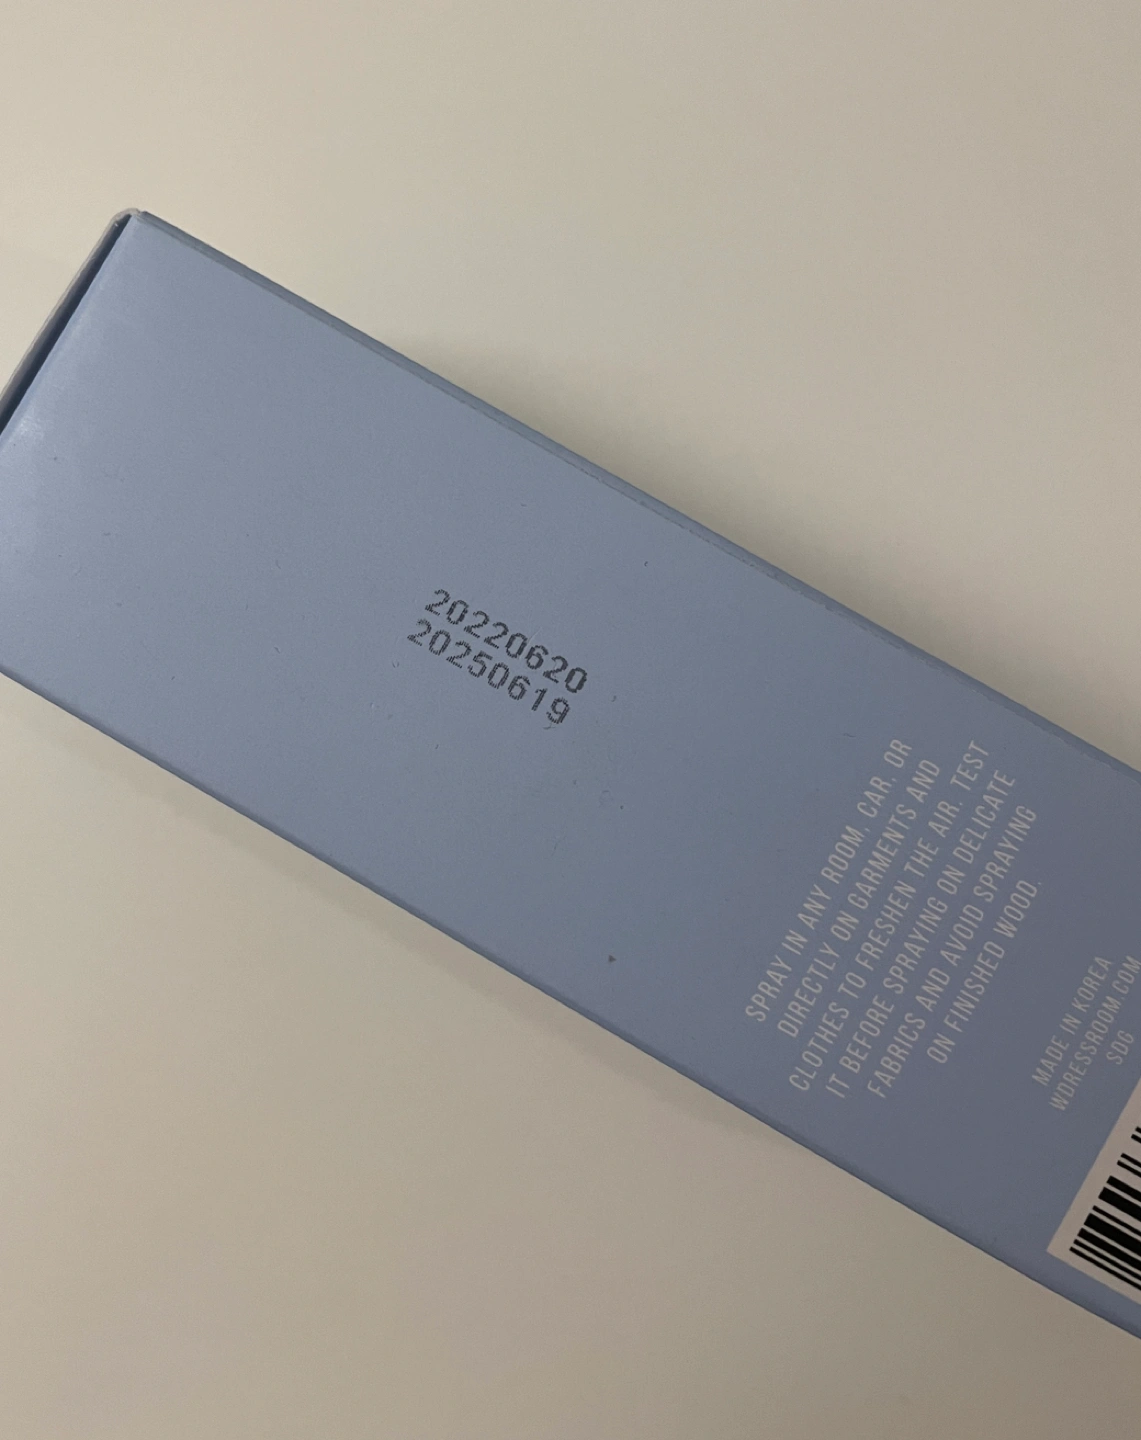 20220620
20250619
SPRAY IN ANY ROOM, CAR, OR
DIRECTLY ON GARMENTS AND
CLOTHES TO FRESHEN THE AIR. TEST
IT BEFORE SPRAYING ON DELICATE
FABRICS AND AVOID SPRAYING
ON FINISHED WOOD.
MADE IN KOREA
WDRESSROOM.COM
SDG